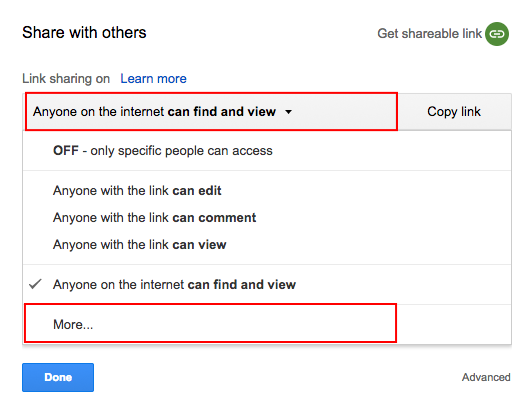 Share with others
Get shareable link
Link sharing on Learn more
Anyone on the internet can find and view
Copy link
OFF - only specific people can access
Anyone with the link can edit
Anyone with the link can comment
Anyone with the link can view
Anyone on the internet can find and view
More...
Done
Advanced